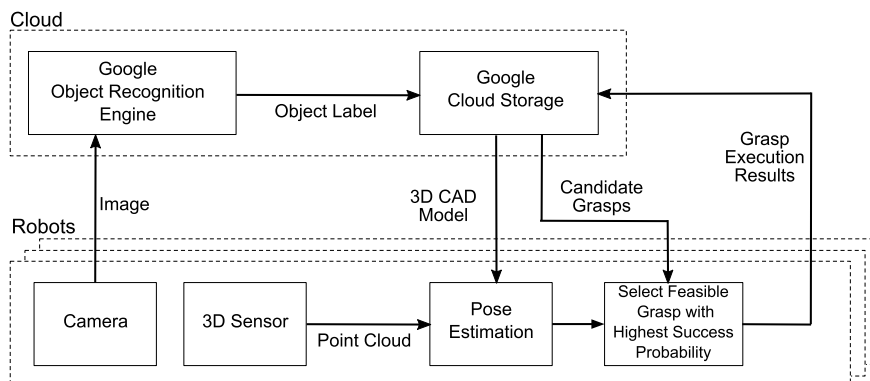 Cloud
Google
Object Recognition
Engine
Object Label
Google
Cloud Storage
Grasp
Execution
Results
Image
3D CAD
Model
Candidate
Grasps
Robots
Camera
3D Sensor
Point Cloud
Pose
Estimation
Select Feasible
Grasp with
Highest Success
Probability